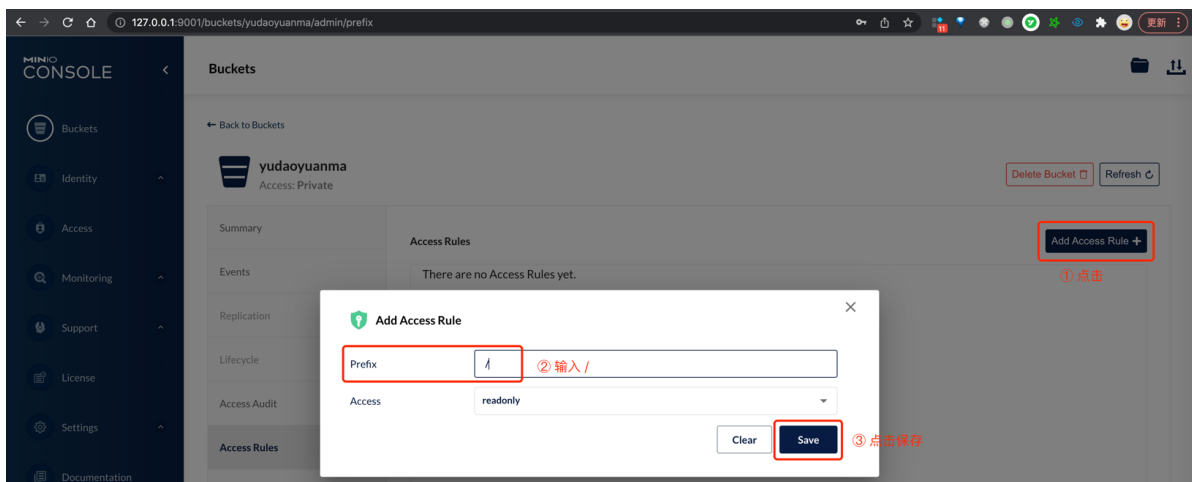 127.0.0.1:9001/buckets/yudaoyuanma/admin/prefix
11
更新
MINIO
CONSOLE
Buckets
Buckets
Identity
Access
Monitoring
Support
License
Settings
Documentation
← Back to Buckets
yudaoyuanma
Access: Private
Delete Bucket
Refresh
Summary
Events
Replication
Lifecycle
Access Audit
Access Rules
Access Rules
Add Access Rule +
① 点击
There are no Access Rules yet.
Add Access Rule
Prefix
/
② 输入 /
Access
readonly
Clear
Save
③ 点击保存